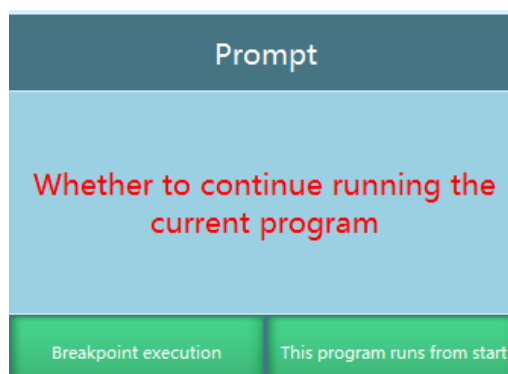 Prompt
Whether to continue running the
current program
Breakpoint execution
This program runs from start